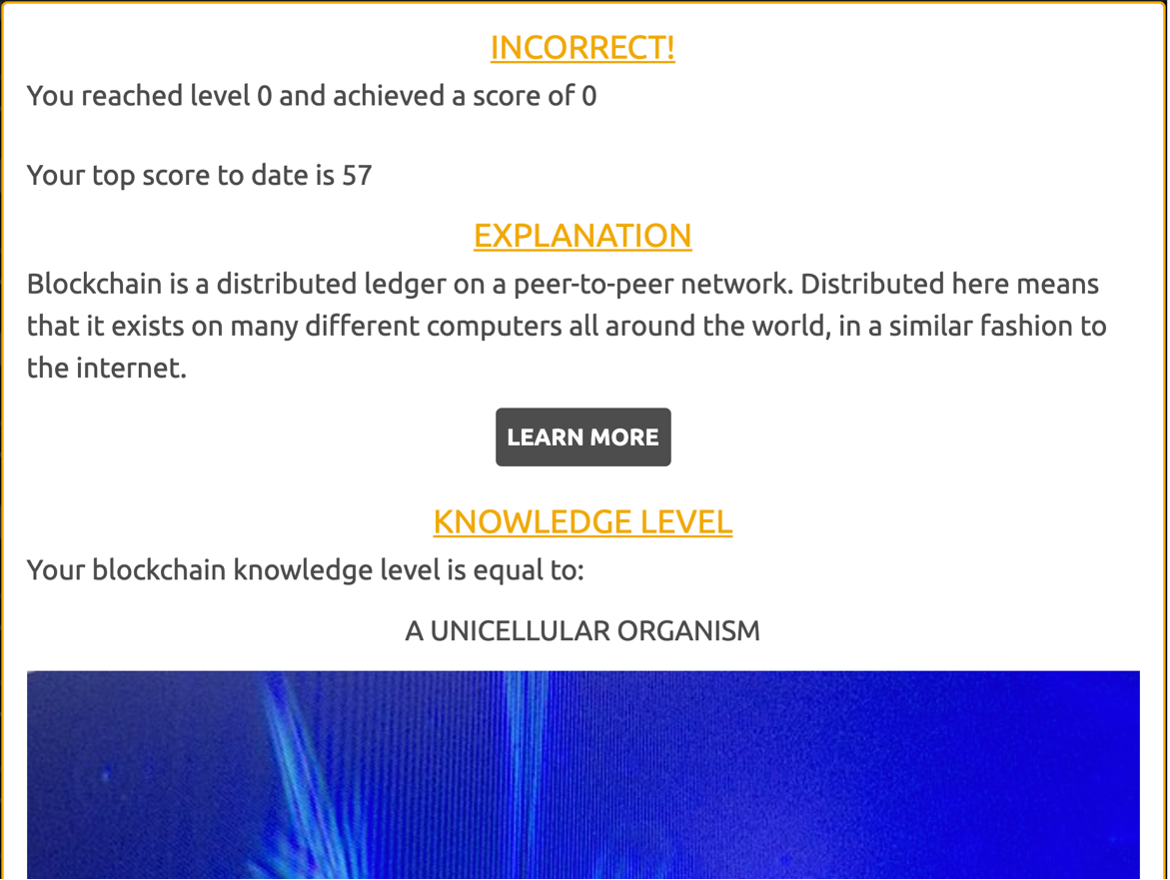 INCORRECT!
You reached level 0 and achieved a score of 0
Your top score to date is 57
EXPLANATION
Blockchain is a distributed ledger on a peer-to-peer network. Distributed here means
that it exists on many different computers all around the world, in a similar fashion to
the internet.
LEARN MORE
KNOWLEDGE LEVEL
Your blockchain knowledge level is equal to:
A UNICELLULAR ORGANISM